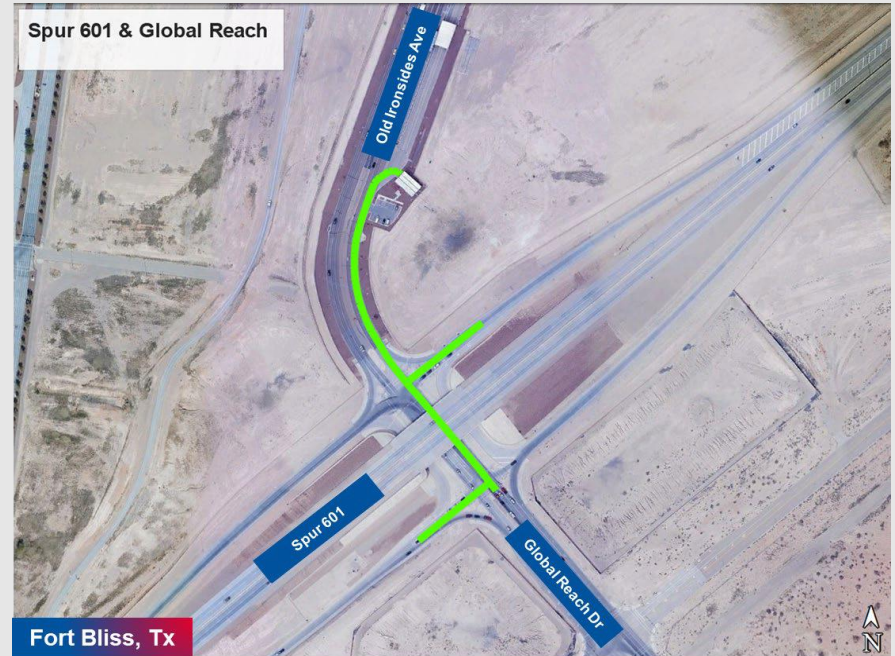 Spur 601 & Global Reach
Old Ironsides Ave
Spur 601
Global Reach Dr
Fort Bliss, Tx
N